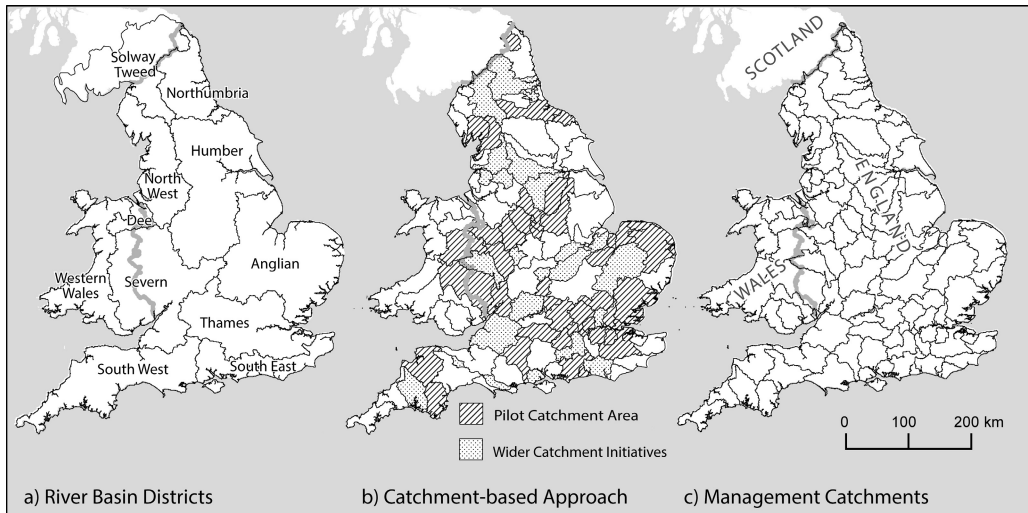 Solway
Tweed
Northumbria
Humber
North
West
Dee
Anglian
Western
Wales
Severn
Thames
South West
South East
a) River Basin Districts
Pilot Catchment Area
Wider Catchment Initiatives
b) Catchment-based Approach
SCOTLAND
ENGLAND
WALES
0 100 200 km
c) Management Catchments